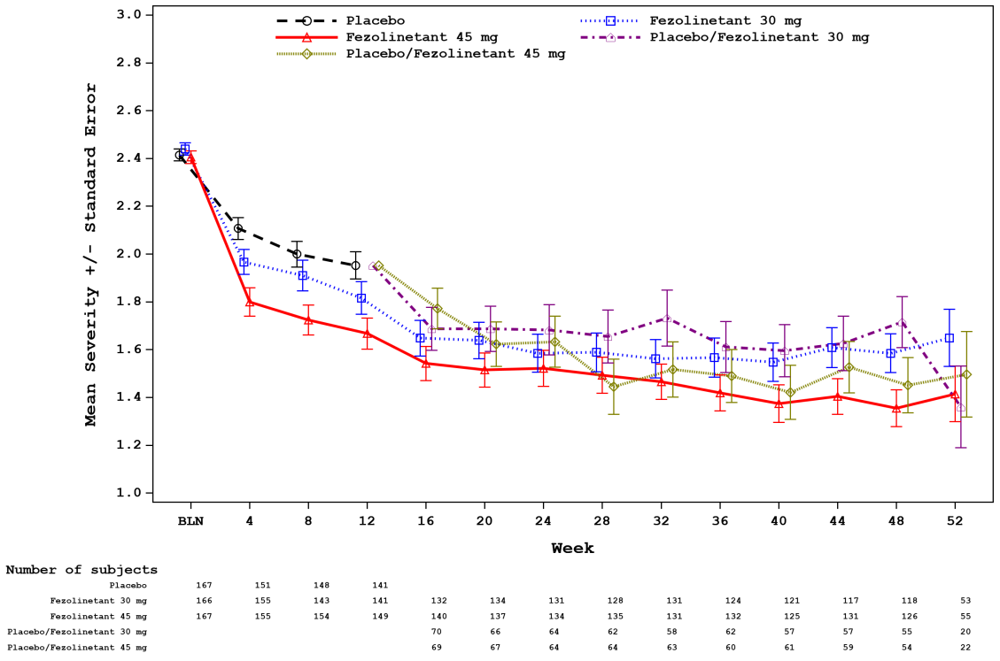 Placebo
Fezolinetant 30 mg
Fezolinetant 45 mg
Placebo/Fezolinetant 30 mg
Placebo/Fezolinetant 45 mg
Mean Severity +/- Standard Error
3.0
2.8
2.6
2.4
2.2
2.0
1.8
1.6
1.4
1.2
1.0
BLN 4 8 12 16 20 24 28 32 36 40 44 48 52
Week
Number of subjects
Placebo 167 151 148 141
Fezolinetant 30 mg 166 155 143 141 132 134 131 128 131 124 121 117 118 53
Fezolinetant 45 mg 167 155 154 149 140 137 134 135 131 132 125 131 126 55
Placebo/Fezolinetant 30 mg 70 66 64 62 58 62 57 57 55 20
Placebo/Fezolinetant 45 mg 69 67 64 64 63 60 61 59 54 22